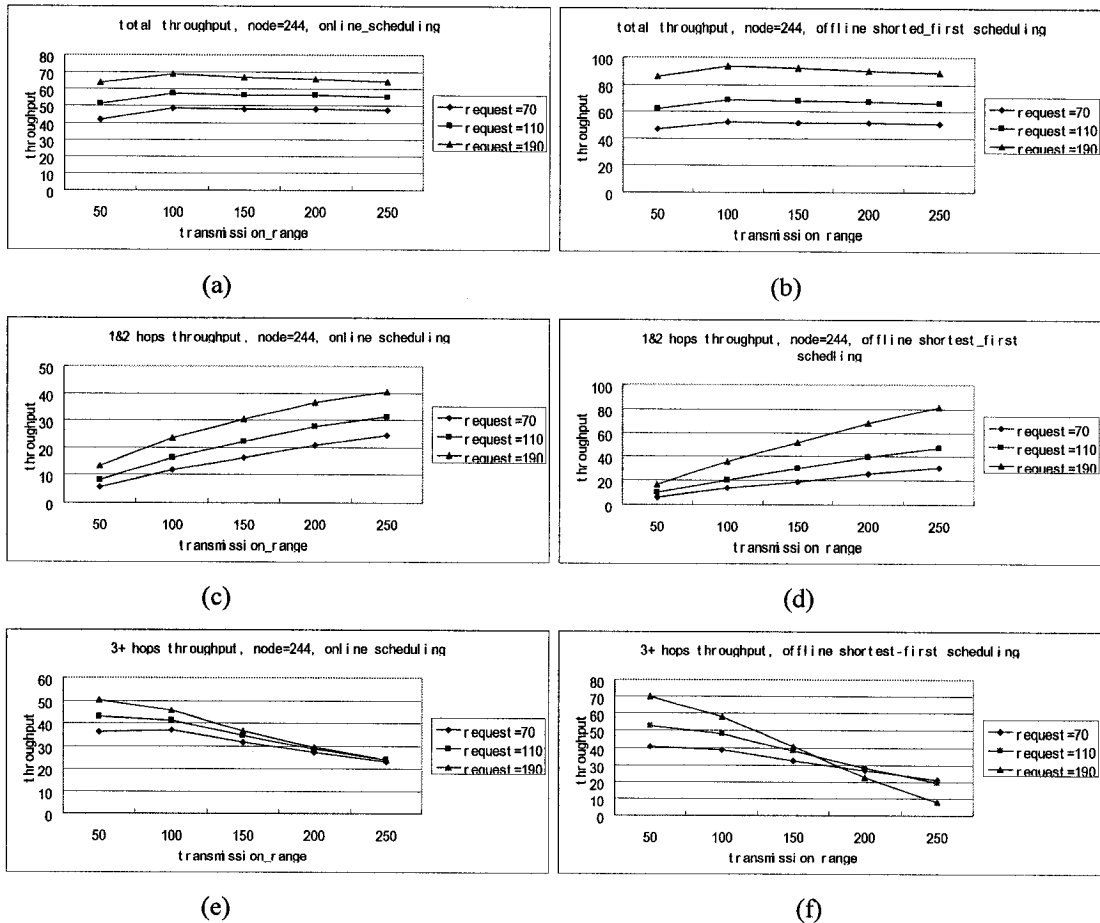 total throughput, node=244, online_scheduling
80
70
60
50
40
30
20
10
0
throughput
50 100 150 200 250
transmission_range
request=70
request=110
request=190
(a)
total throughput, node=244, offline shorted_first scheduling
100
80
60
40
20
0
throughput
50 100 150 200 250
transmission range
request=70
request=110
request=190
(b)
1&2 hops throughput, node=244, online scheduling
50
40
30
20
10
0
throughput
50 100 150 200 250
transmission_range
request=70
request=110
request=190
(c)
1&2 hops throughput, node=244, offline shortest_first
schedling
100
80
60
40
20
0
throughput
50 100 150 200 250
transmission range
request=70
request=110
request=190
(d)
3+ hops throughput, node=244, online scheduling
60
50
40
30
20
10
0
throughput
50 100 150 200 250
transmission_range
request=70
request=110
request=190
(e)
3+ hops throughput, offline shortest-first scheduling
80
70
60
50
40
30
20
10
0
throughput
50 100 150 200 250
transmission range
request=70
request=110
request=190
(f)